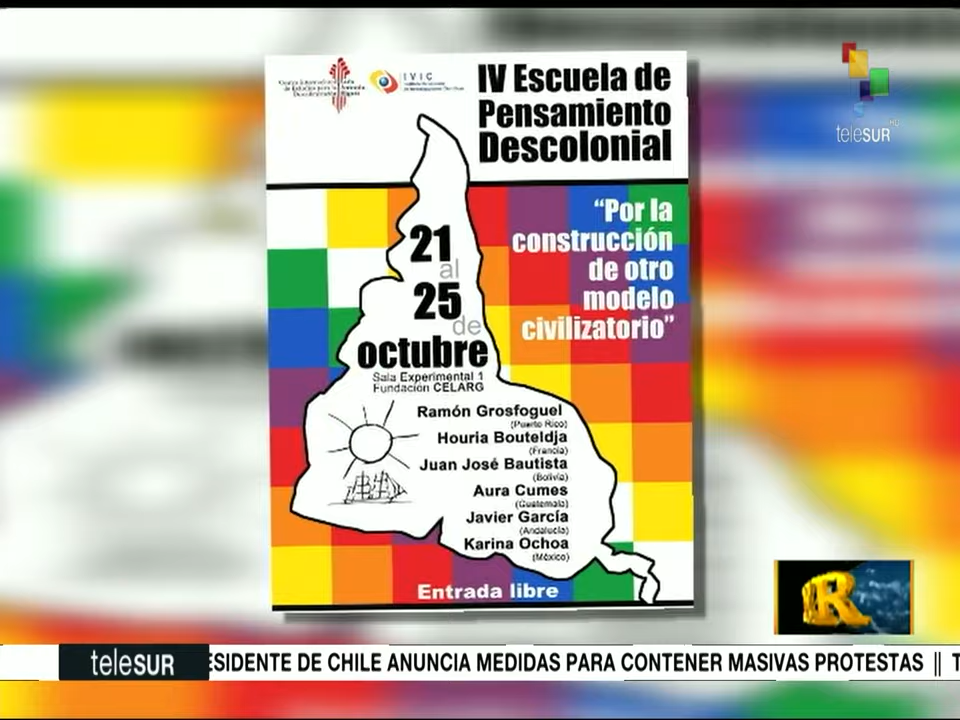 IVIC
IV Escuela de
Pensamiento
Descolonial
teleSUR
HD
"Por la
construcción
de otro
modelo
civilizatorio"
21
al
25
de
octubre
Sala Experimental 1
Fundación CELARG
Ramón Grosfoguel
(Puerto Rico)
Houria Bouteldja
(Francia)
Juan José Bautista
(Bolivia)
Aura Cumes
(Guatemala)
Javier García
(Andalucía)
Karina Ochoa
(México)
Entrada libre
R
teleSUR
ESIDENTE DE CHILE ANUNCIA MEDIDAS PARA CONTENER MASIVAS PROTESTAS || T